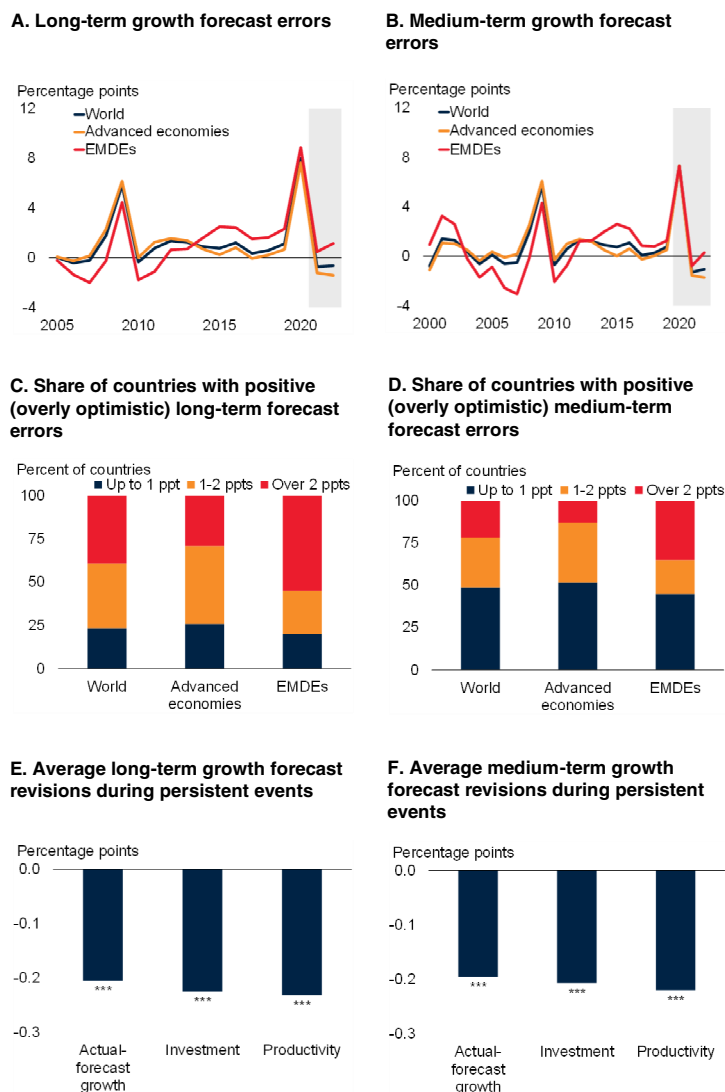 A. Long-term growth forecast errors
Percentage points
12
8
4
0
-4
World
Advanced economies
EMDEs
2005
2010
2015
2020
B. Medium-term growth forecast
errors
Percentage points
12
8
4
0
-4
World
Advanced economies
EMDEs
2000
2005
2010
2015
2020
C. Share of countries with positive
(overly optimistic) long-term forecast
errors
Percent of countries
Up to 1 ppt
1-2 ppts
Over 2 ppts
100
75
50
25
0
World
Advanced
economies
EMDEs
D. Share of countries with positive
(overly optimistic) medium-term
forecast errors
Percent of countries
Up to 1 ppt
1-2 ppts
Over 2 ppts
100
75
50
25
0
World
Advanced
economies
EMDEs
E. Average long-term growth forecast
revisions during persistent events
Percentage points
0.0
-0.1
-0.2
-0.3
***
***
***
Actual-
forecast
growth
Investment
Productivity
F. Average medium-term growth
forecast revisions during persistent
events
Percentage points
0.0
-0.1
-0.2
-0.3
***
***
***
Actual-
forecast
growth
Investment
Productivity